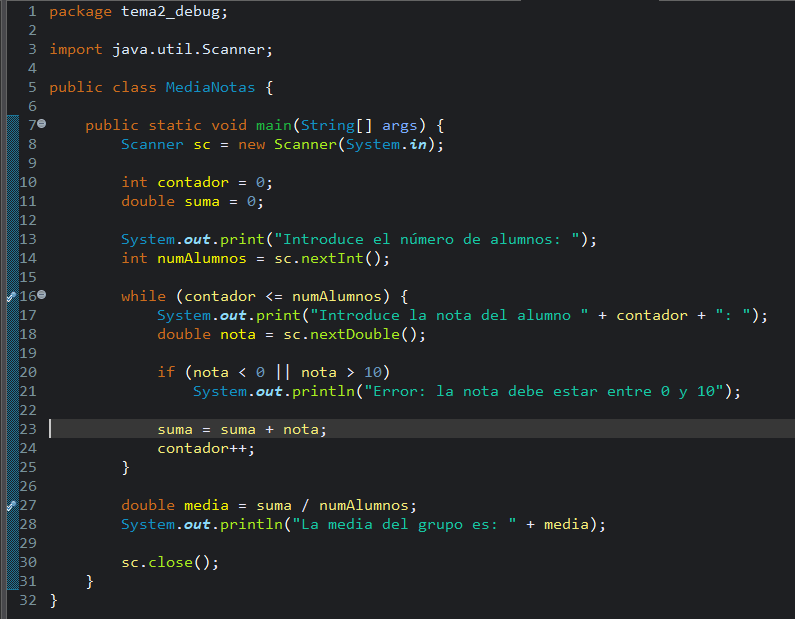 1 package tema2_debug;
2
3 import java.util.Scanner;
4
5 public class MediaNotas {
6
7     public static void main(String[] args) {
8         Scanner sc = new Scanner(System.in);
9
10         int contador = 0;
11         double suma = 0;
12
13         System.out.print("Introduce el número de alumnos: ");
14         int numAlumnos = sc.nextInt();
15
16         while (contador <= numAlumnos) {
17             System.out.print("Introduce la nota del alumno " + contador + ": ");
18             double nota = sc.nextDouble();
19
20             if (nota < 0 || nota > 10)
21                 System.out.println("Error: la nota debe estar entre 0 y 10");
22
23             suma = suma + nota;
24             contador++;
25         }
26
27         double media = suma / numAlumnos;
28         System.out.println("La media del grupo es: " + media);
29
30         sc.close();
31     }
32 }